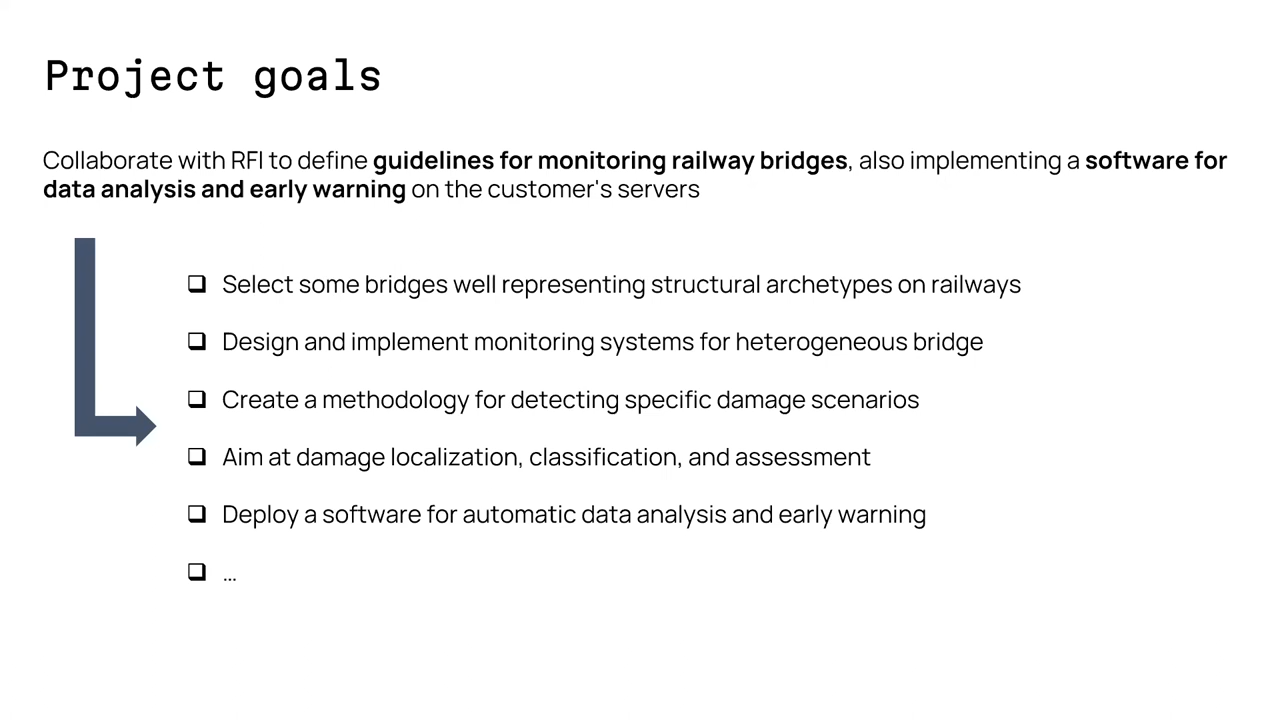 Project goals
Collaborate with RFI to define guidelines for monitoring railway bridges, also implementing a software for
data analysis and early warning on the customer's servers
❑ Select some bridges well representing structural archetypes on railways
❑ Design and implement monitoring systems for heterogeneous bridge
❑ Create a methodology for detecting specific damage scenarios
❑ Aim at damage localization, classification, and assessment
❑ Deploy a software for automatic data analysis and early warning
❑ ...